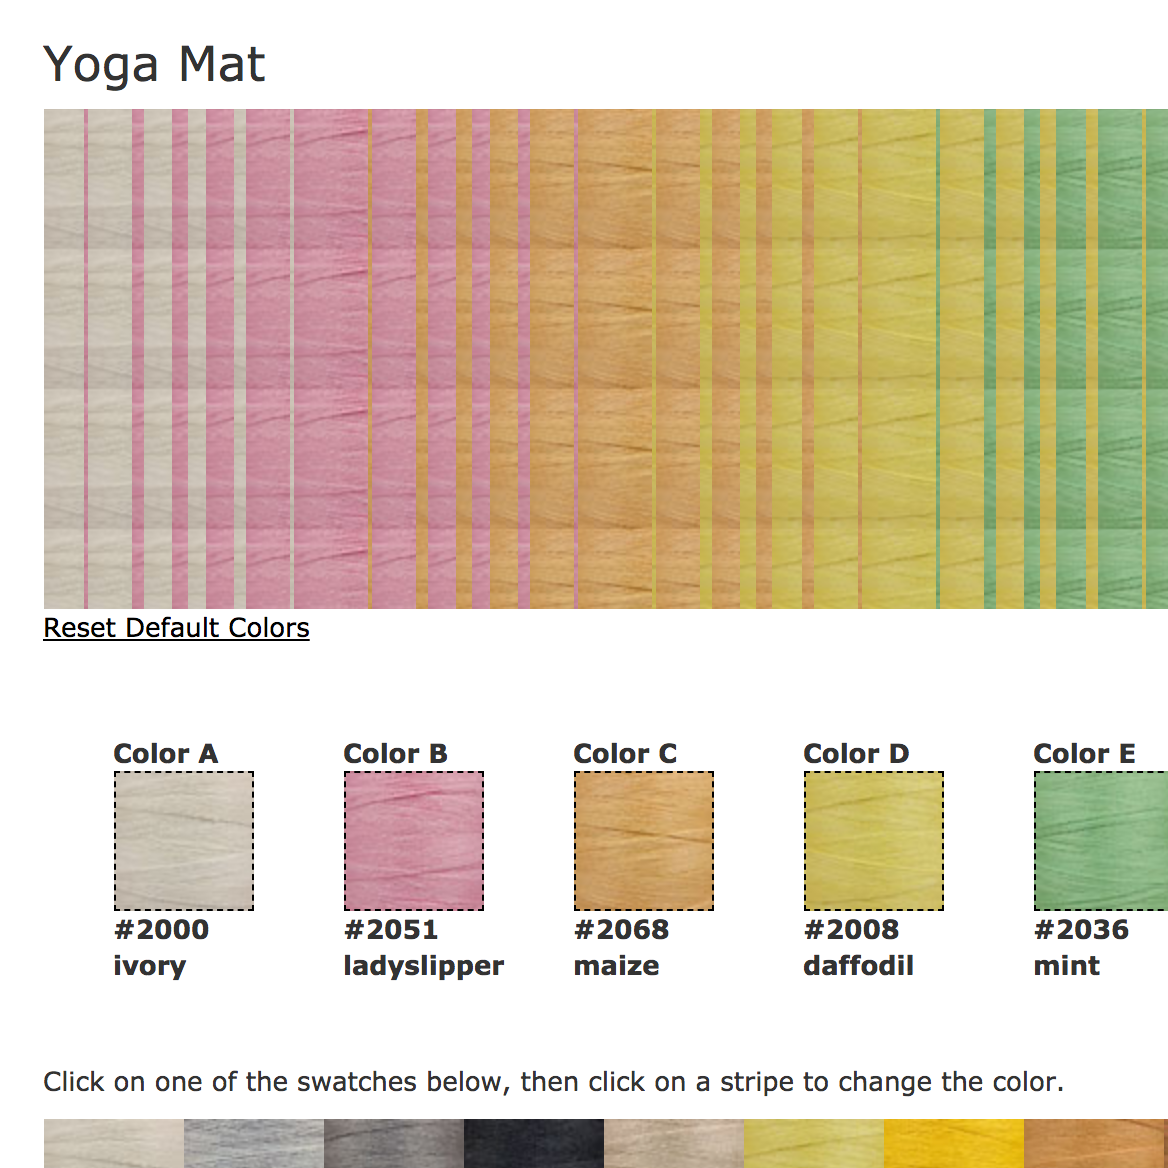 Yoga Mat
Reset Default Colors
Color A Color B Color C Color D Color E
#2000 #2051 #2068 #2008 #2036
ivory ladyslipper maize daffodil mint
Click on one of the swatches below, then click on a stripe to change the color.